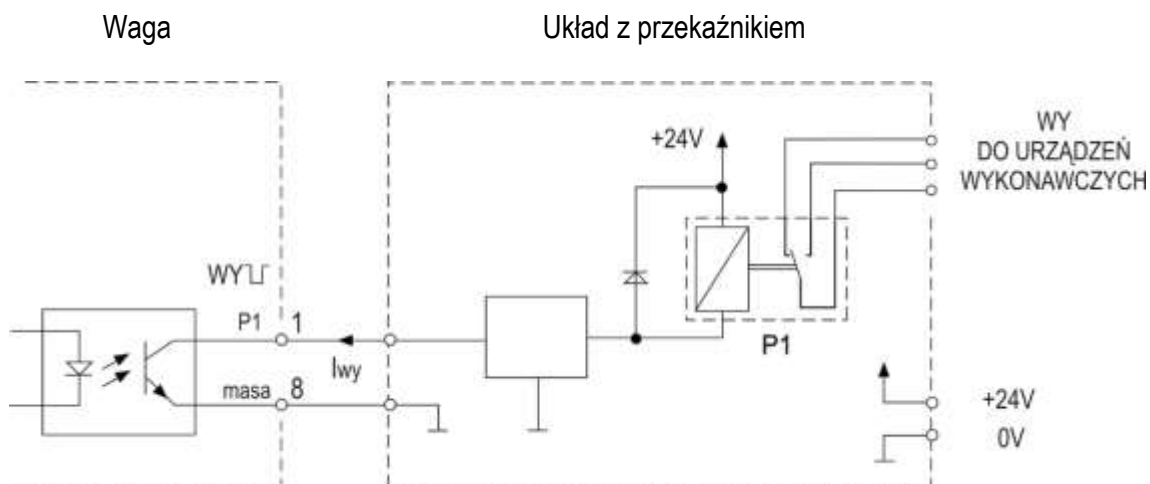 Waga
Układ z przekaźnikiem
+24V
WY
DO URZĄDZEŃ
WYKONAWCZYCH
WY
P1
1
Iwy
P1
masa
8
+24V
0V